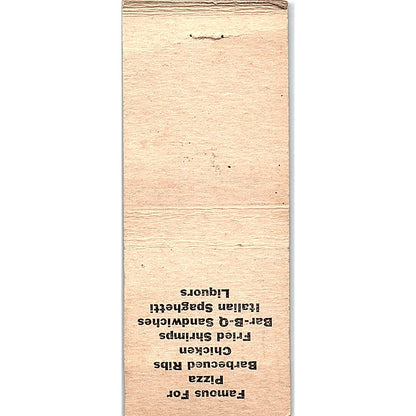 Famous For
Pizza
Barbecued Ribs
Chicken
Fried Shrimps
Bar-B-Q Sandwiches
Italian Spaghetti
Liquors